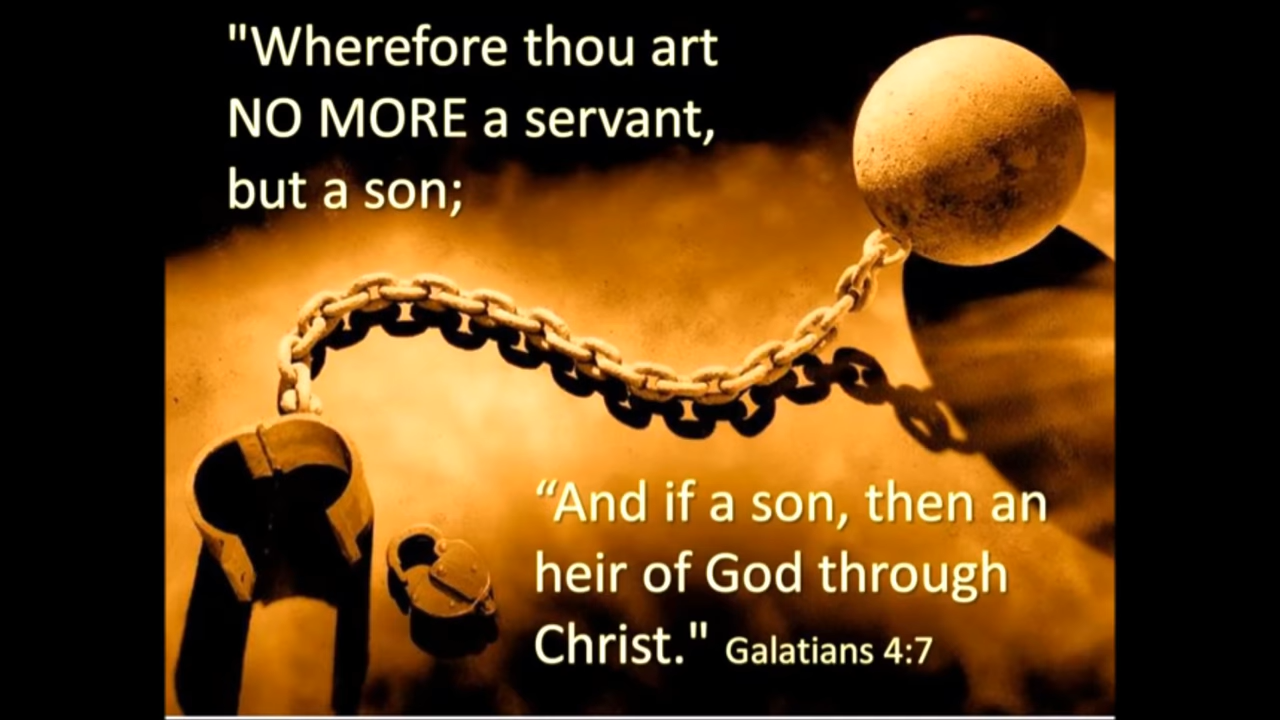 "Wherefore thou art
NO MORE a servant,
but a son;
“And if a son, then an
heir of God through
Christ." Galatians 4:7